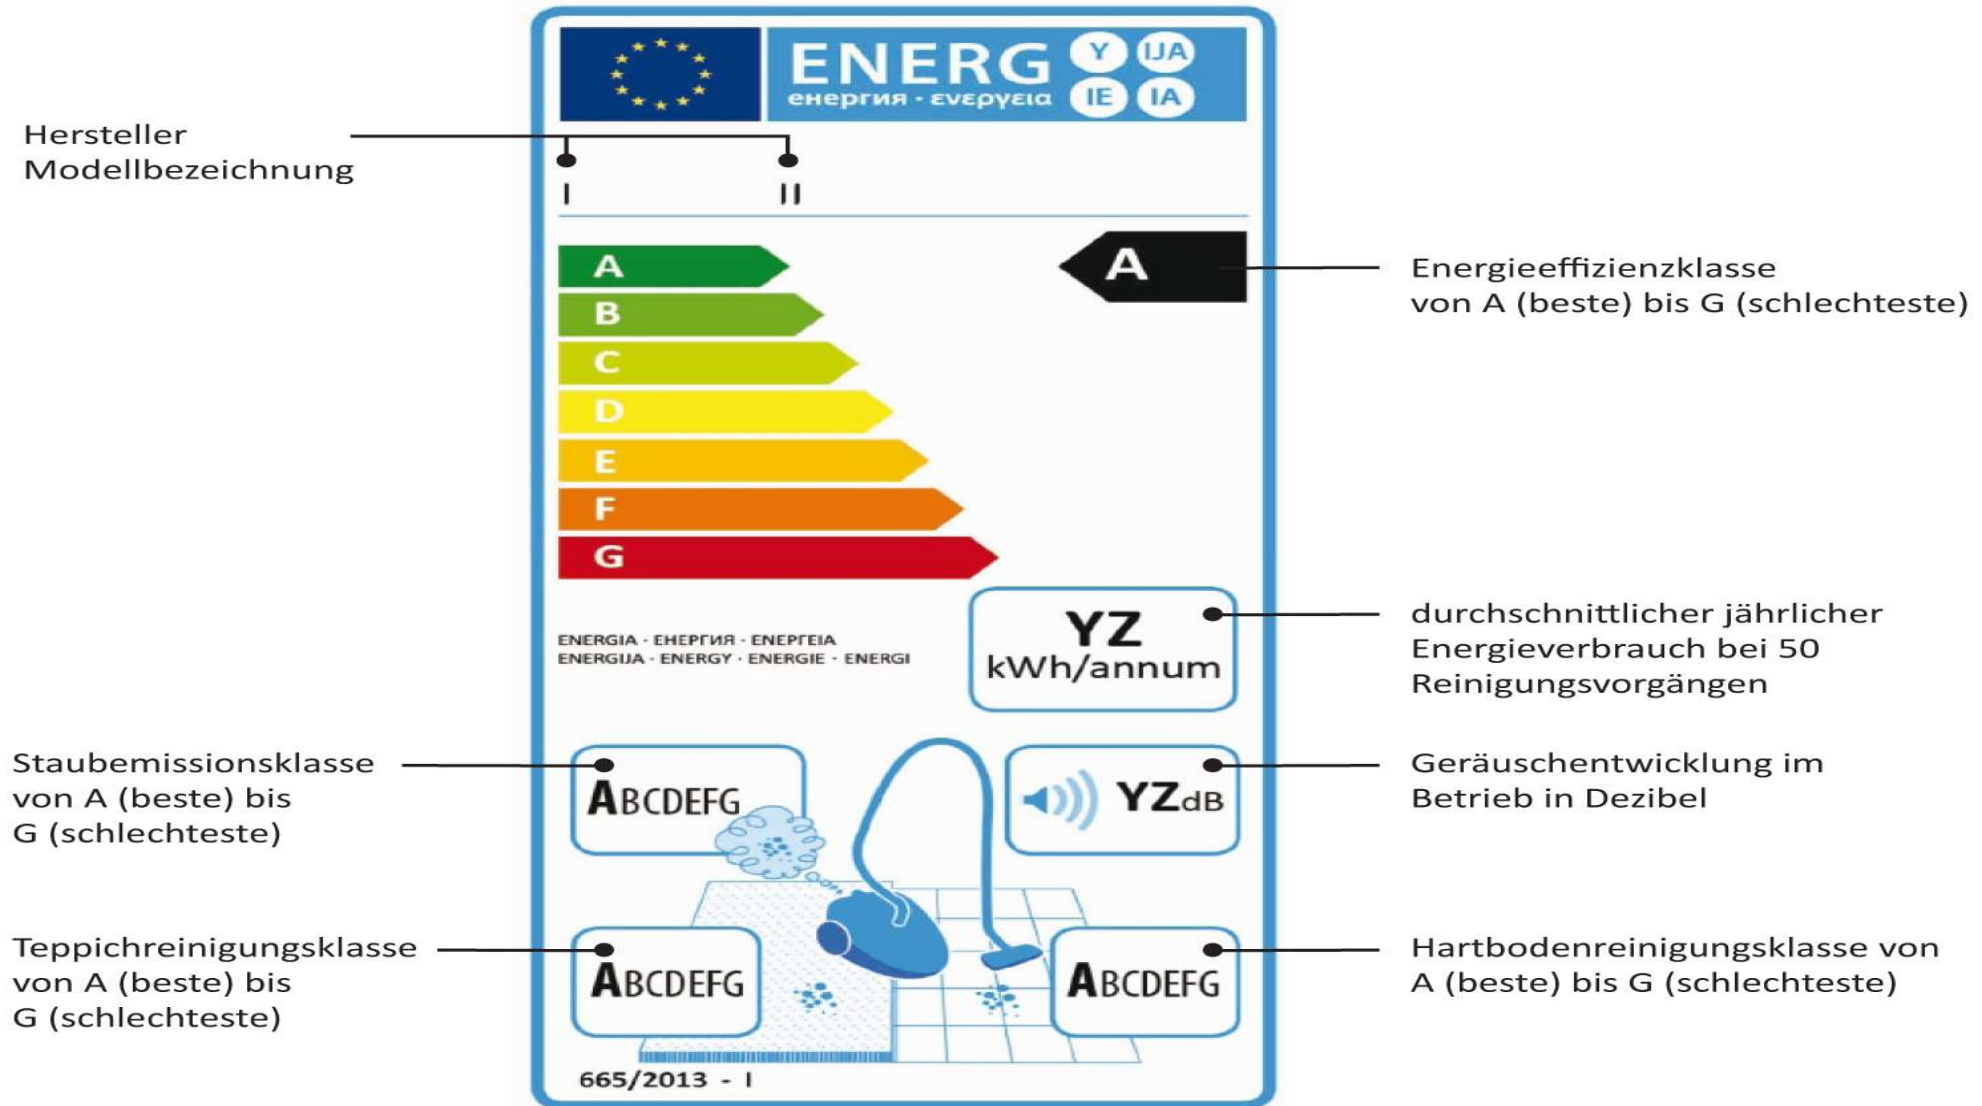 ENERG Y IJA
енергия · ενεργεια IE IA
Hersteller
Modellbezeichnung
I II
A
B
C
D
E
F
G
A
Energieeffizienzklasse
von A (beste) bis G (schlechteste)
ENERGIA · ЕНЕРГИЯ · ΕΝΕΡΓΕΙΑ
ENERGIJA · ENERGY · ENERGIE · ENERGI
YZ
kWh/annum
durchschnittlicher jährlicher
Energieverbrauch bei 50
Reinigungsvorgängen
Staubemissionsklasse
von A (beste) bis
G (schlechteste)
ABCDEFG
YZdB
Geräuschentwicklung im
Betrieb in Dezibel
Teppichreinigungsklasse
von A (beste) bis
G (schlechteste)
ABCDEFG
ABCDEFG
Hartbodenreinigungsklasse von
A (beste) bis G (schlechteste)
665/2013 - I